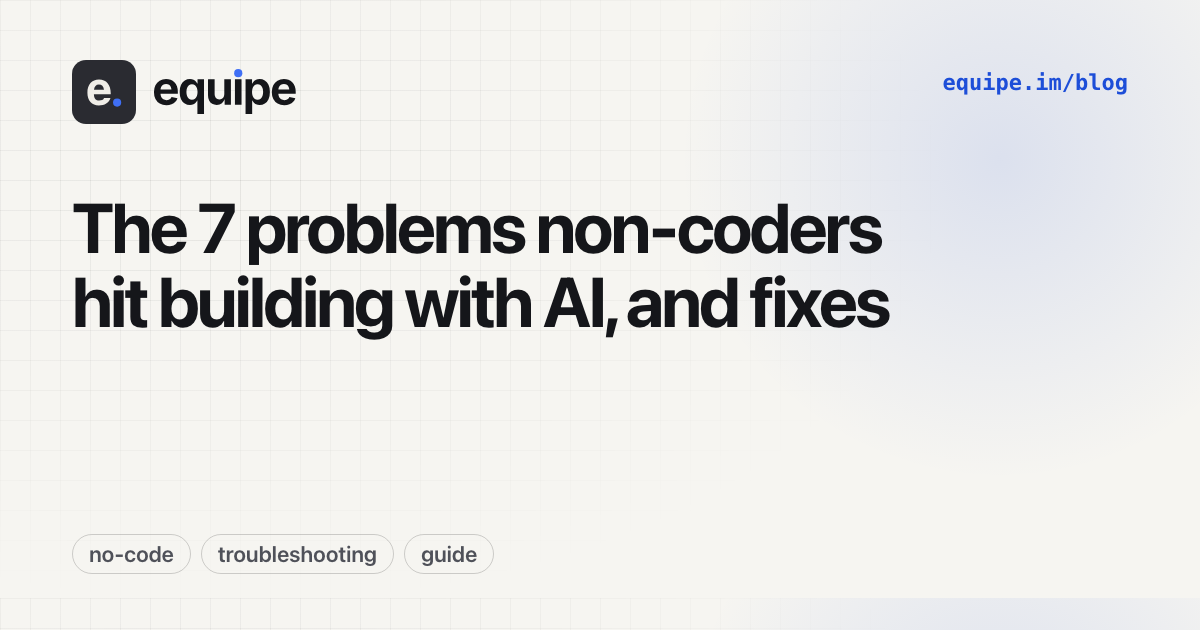 e. equipe
equipe.im/blog
The 7 problems non-coders
hit building with AI, and fixes
no-code troubleshooting guide